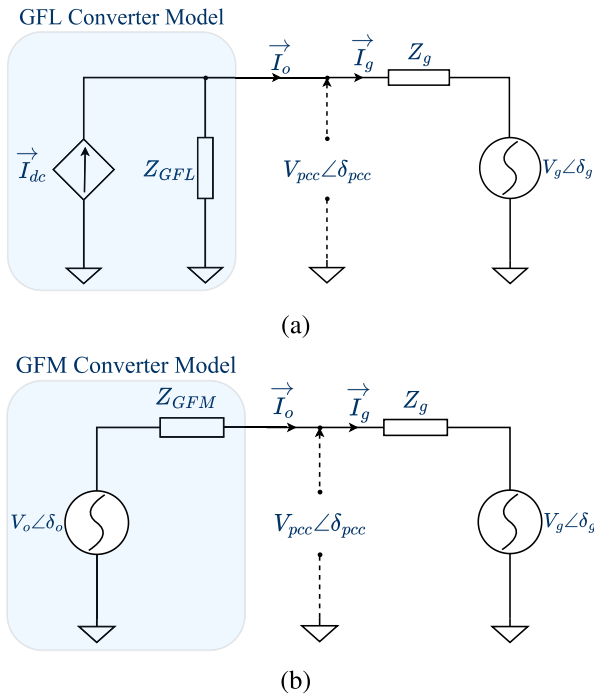 GFL Converter Model
I_o I_g Z_g
I_dc Z_GFL V_pcc∠δ_pcc V_g∠δ_g
(a)
GFM Converter Model
Z_GFM I_o I_g Z_g
V_o∠δ_o V_pcc∠δ_pcc V_g∠δ_g
(b)